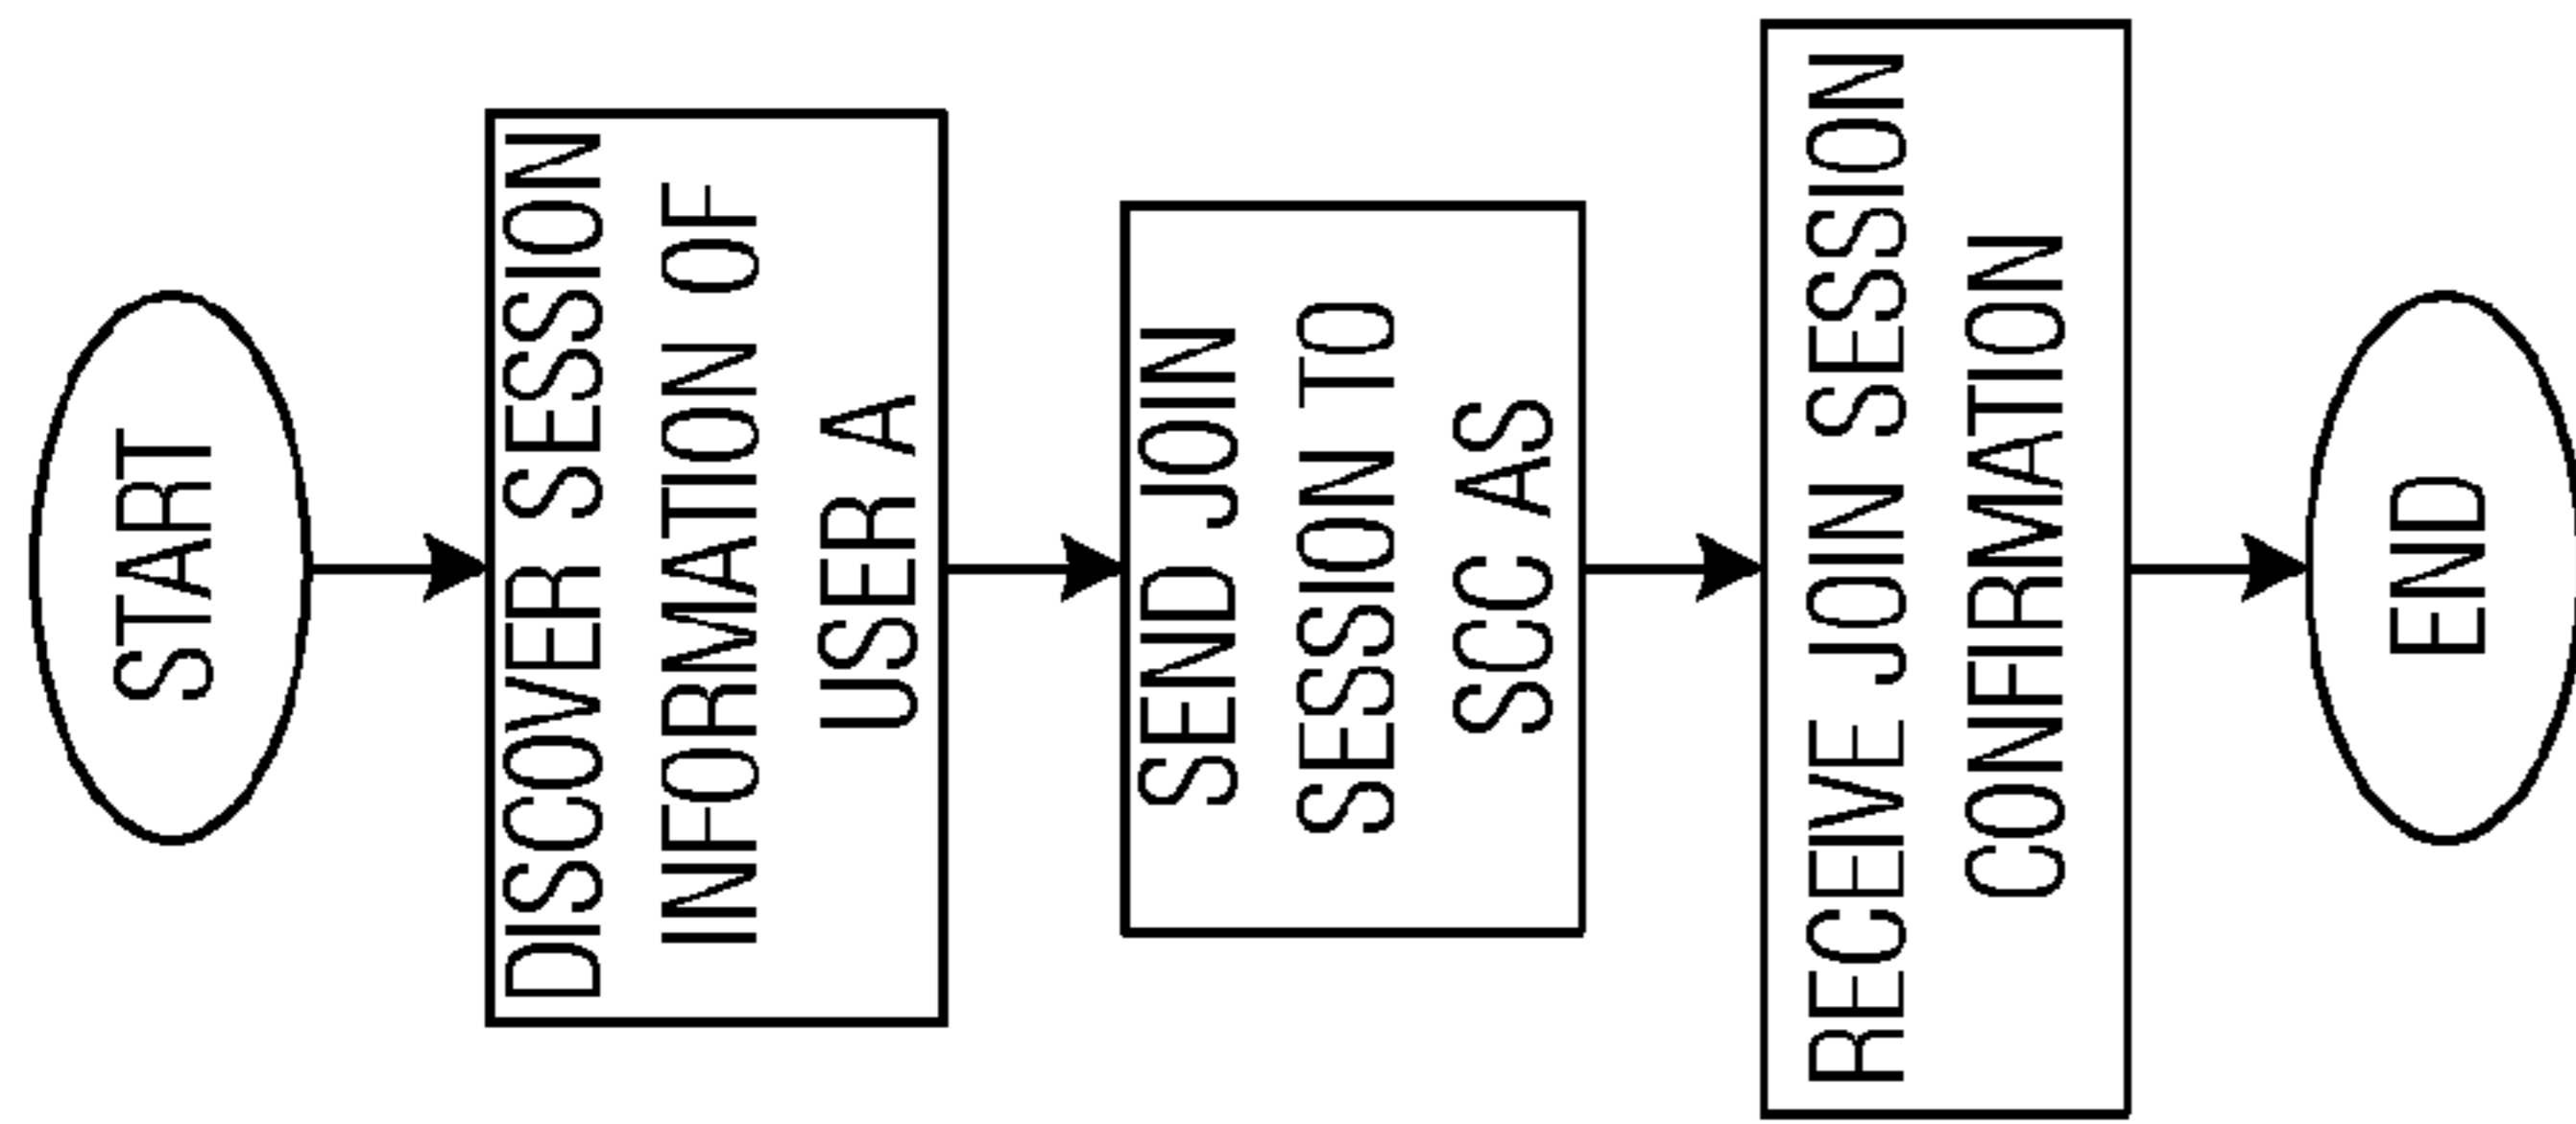 START
DISCOVER SESSION
INFORMATION OF
USER A
SEND JOIN
SESSION TO
SCC AS
RECEIVE JOIN SESSION
CONFIRMATION
END